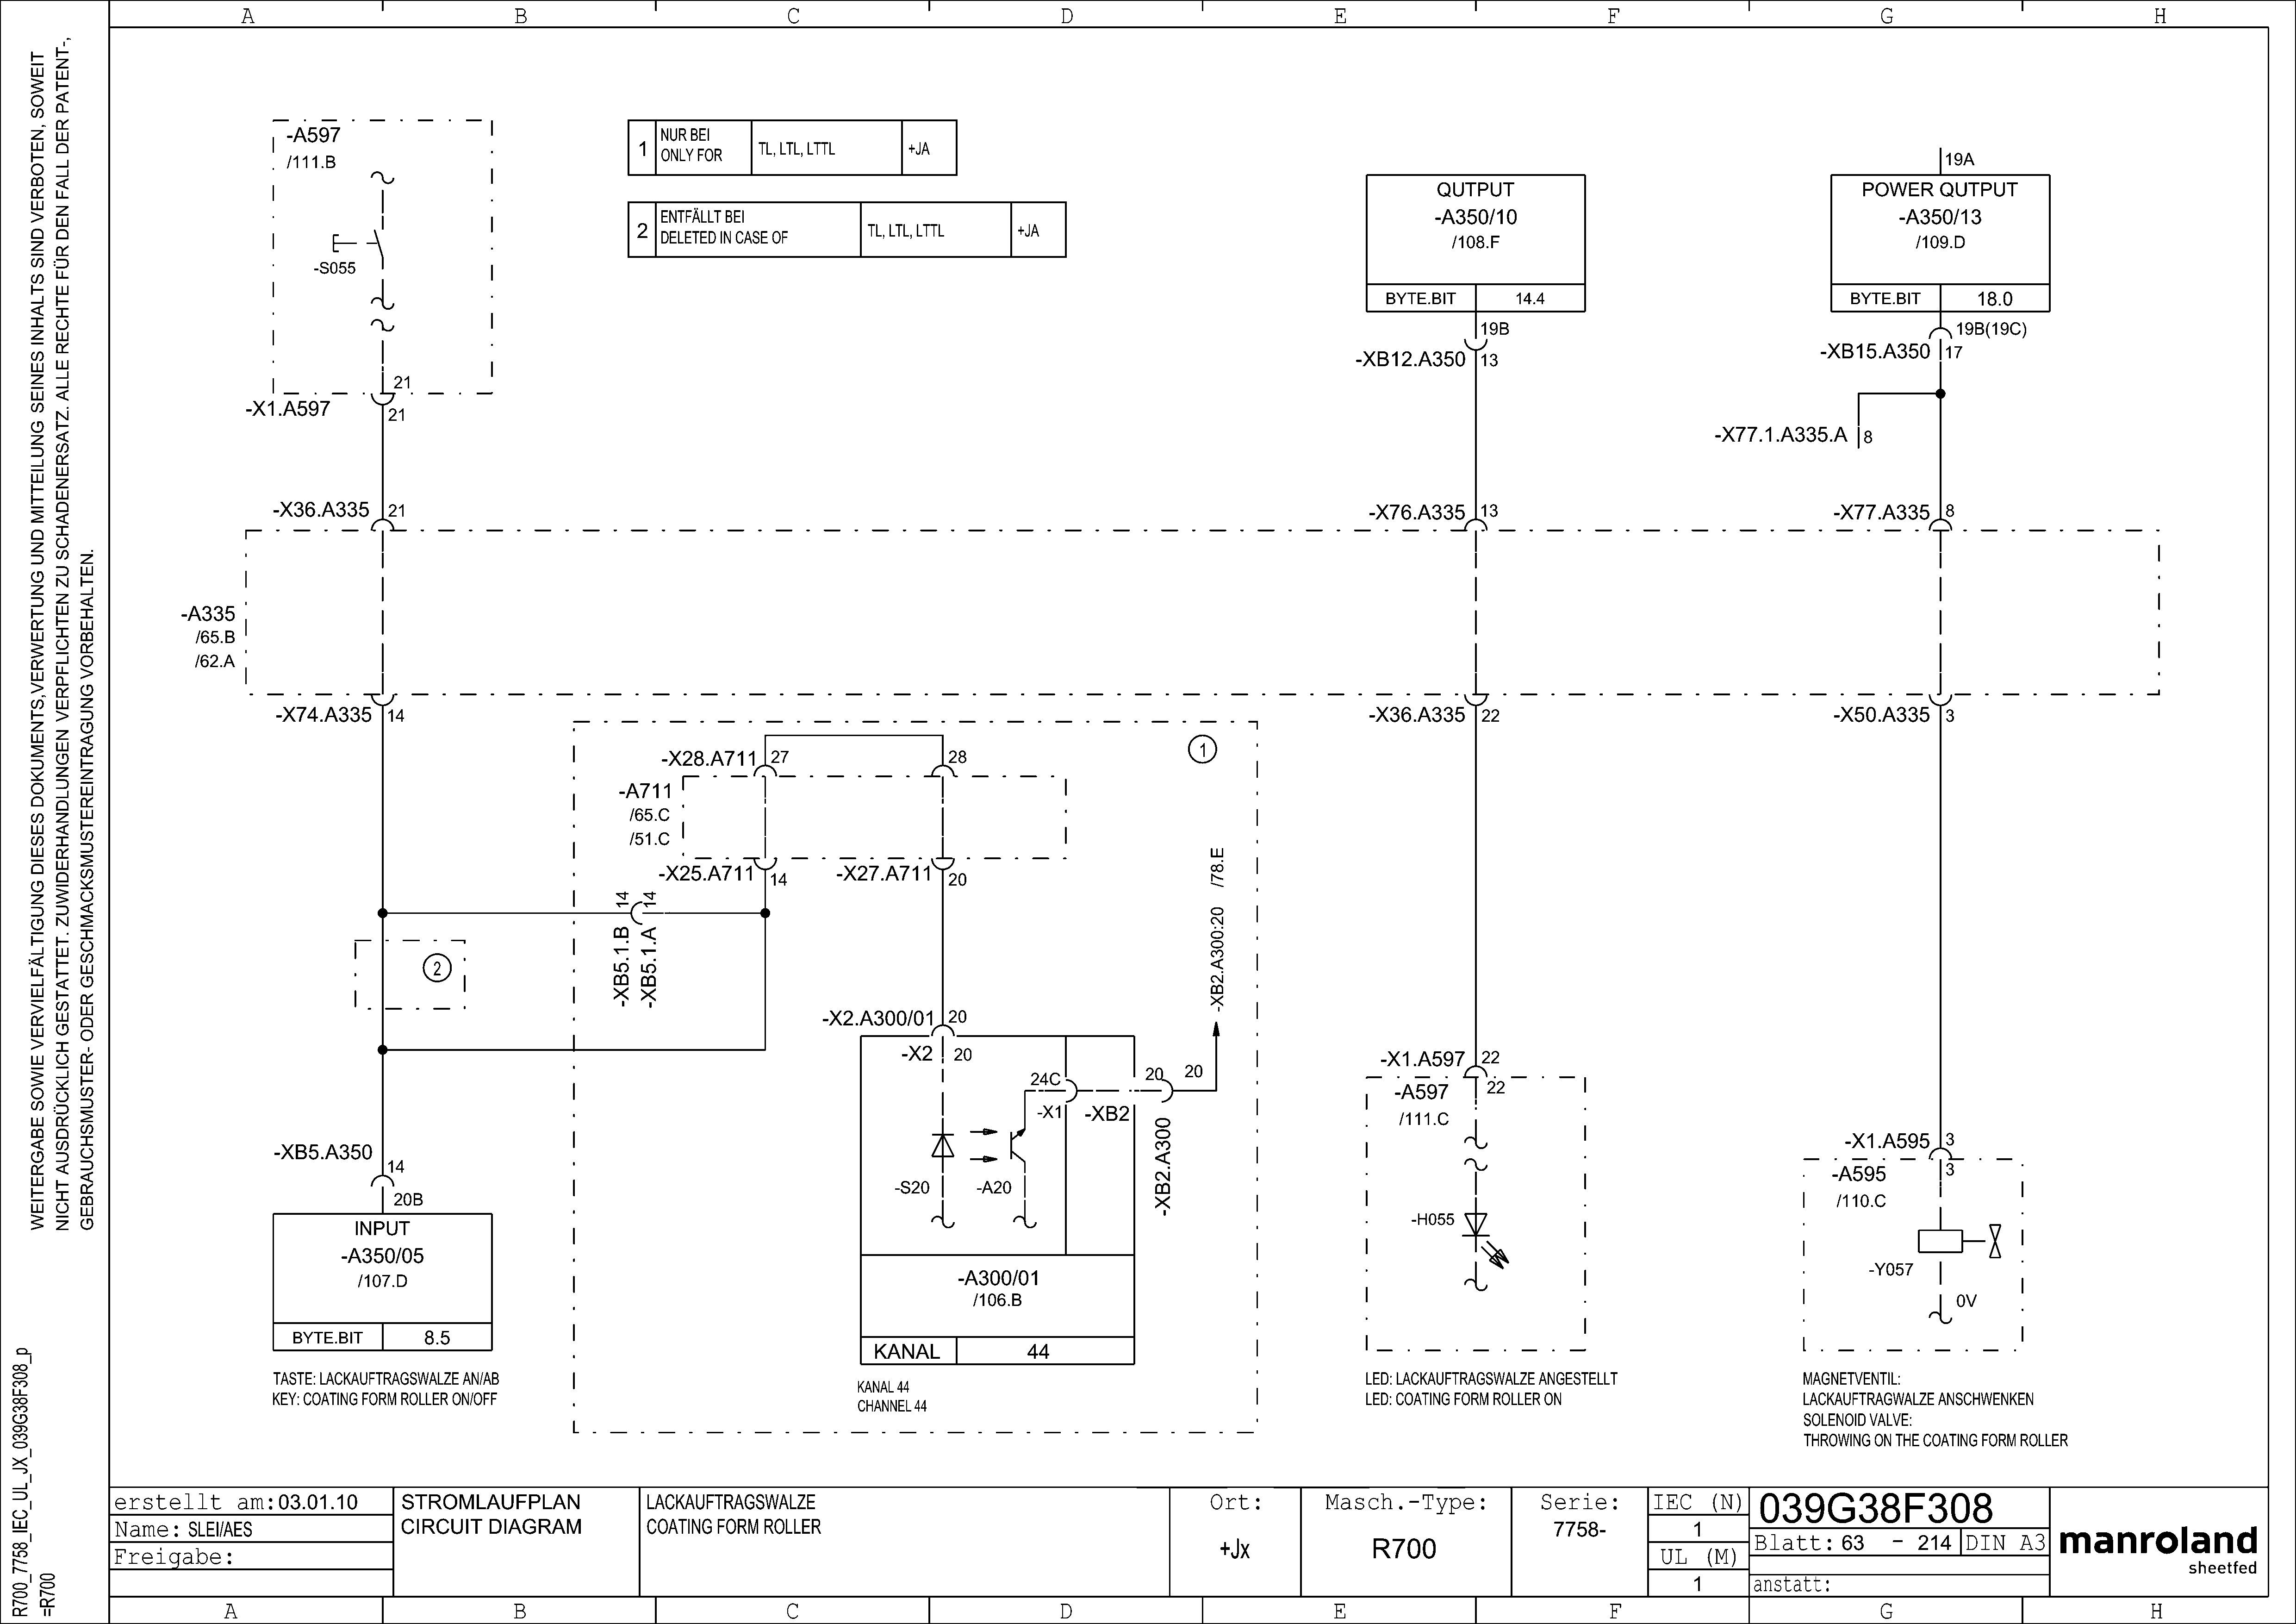 A B C D E F G H
WEITERGABE SOWIE VERVIELFÄLTIGUNG DIESES DOKUMENTS,VERWERTUNG UND MITTEILUNG SEINES INHALTS SIND VERBOTEN, SOWEIT
NICHT AUSDRÜCKLICH GESTATTET. ZUWIDERHANDLUNGEN VERPFLICHTEN ZU SCHADENERSATZ. ALLE RECHTE FÜR DEN FALL DER PATENT-,
GEBRAUCHSMUSTER- ODER GESCHMACKSMUSTEREINTRAGUNG VORBEHALTEN.
R700_7758_IEC_UL_JX_039G38F308_p
=R700
-A597
/111.B
-S055
21
-X1.A597
21
-X36.A335
21
-A335
/65.B
/62.A
-X74.A335
14
2
-XB5.A350
14
20B
INPUT
-A350/05
/107.D
BYTE.BIT
8.5
TASTE: LACKAUFTRAGSWALZE AN/AB
KEY: COATING FORM ROLLER ON/OFF
1
NUR BEI
ONLY FOR
TL, LTL, LTTL
+JA
2
ENTFÄLLT BEI
DELETED IN CASE OF
TL, LTL, LTTL
+JA
1
-X28.A711
27
28
-A711
/65.C
/51.C
-X25.A711
14
-X27.A711
20
14
14
-XB5.1.B
-XB5.1.A
-X2.A300/01
20
-X2
20
24C
-X1
-XB2
20
20
-XB2.A300
-XB2.A300:20 /78.E
-S20
-A20
-A300/01
/106.B
KANAL
44
KANAL 44
CHANNEL 44
QUTPUT
-A350/10
/108.F
BYTE.BIT
14.4
19B
-XB12.A350
13
-X76.A335
13
-X36.A335
22
-X1.A597
22
-A597
22
/111.C
-H055
LED: LACKAUFTRAGSWALZE ANGESTELLT
LED: COATING FORM ROLLER ON
19A
POWER QUTPUT
-A350/13
/109.D
BYTE.BIT
18.0
19B(19C)
-XB15.A350
17
-X77.1.A335.A
8
-X77.A335
8
-X50.A335
3
-X1.A595
3
-A595
3
/110.C
-Y057
0V
MAGNETVENTIL:
LACKAUFTRAGWALZE ANSCHWENKEN
SOLENOID VALVE:
THROWING ON THE COATING FORM ROLLER
erstellt am: 03.01.10
Name: SLEI/AES
Freigabe:
STROMLAUFPLAN
CIRCUIT DIAGRAM
LACKAUFTRAGSWALZE
COATING FORM ROLLER
Ort:
+Jx
Masch.-Type:
R700
Serie:
7758-
IEC (N)
1
UL (M)
1
039G38F308
Blatt: 63 - 214
DIN A3
anstatt:
manroland
sheetfed
A B C D E F G H